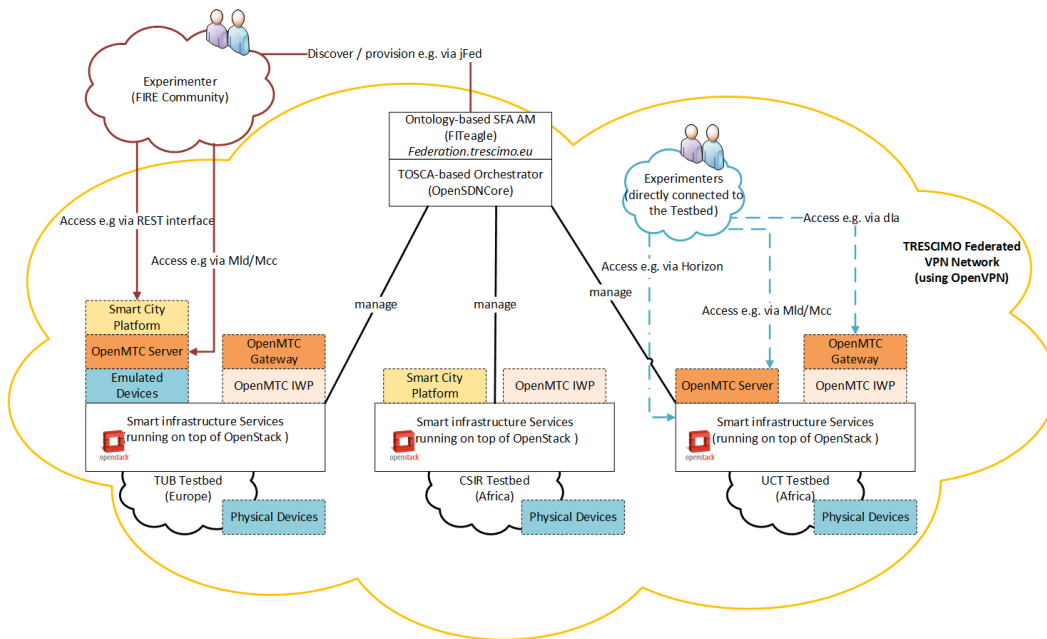 Discover / provision e.g. via jFed
Experimenter
(FIRE Community)
Ontology-based SFA AM
(FITeagle)
Federation.trescimo.eu
TOSCA-based Orchestrator
(OpenSDNCore)
Experimenters
(directly connected to
the Testbed)
Access e.g via REST interface
Access e.g. via dla
TRESCIMO Federated
VPN Network
(using OpenVPN)
Access e.g via Mld/Mcc
Access e.g. via Horizon
manage
manage
manage
Access e.g. via Mld/Mcc
Smart City
Platform
OpenMTC Server
Emulated
Devices
OpenMTC
Gateway
OpenMTC IWP
Smart City
Platform
OpenMTC IWP
OpenMTC Server
OpenMTC
Gateway
OpenMTC IWP
Smart infrastructure Services
(running on top of OpenStack )
openstack
Smart infrastructure Services
(running on top of OpenStack )
openstack
Smart infrastructure Services
(running on top of OpenStack )
openstack
TUB Testbed
(Europe)
Physical Devices
CSIR Testbed
(Africa)
Physical Devices
UCT Testbed
(Africa)
Physical Devices